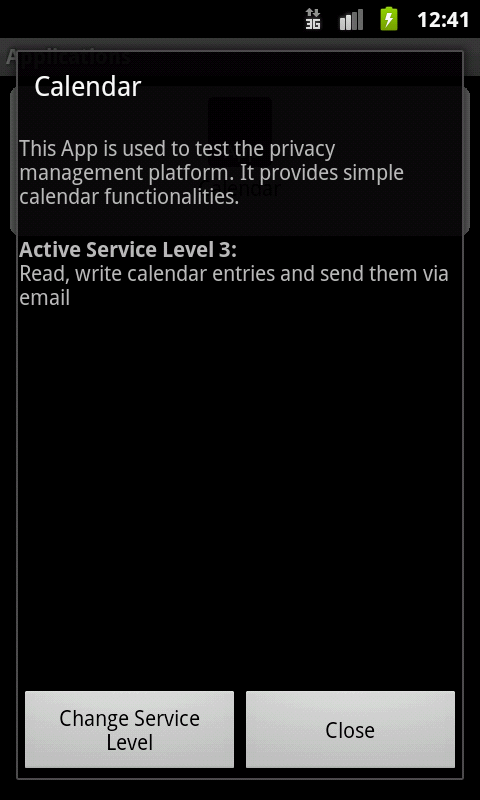 3G 12:41
Applications
Calendar
This App is used to test the privacy
management platform. It provides simple
calendar functionalities.
Calendar
Active Service Level 3:
Read, write calendar entries and send them via
email
Change Service
Level
Close